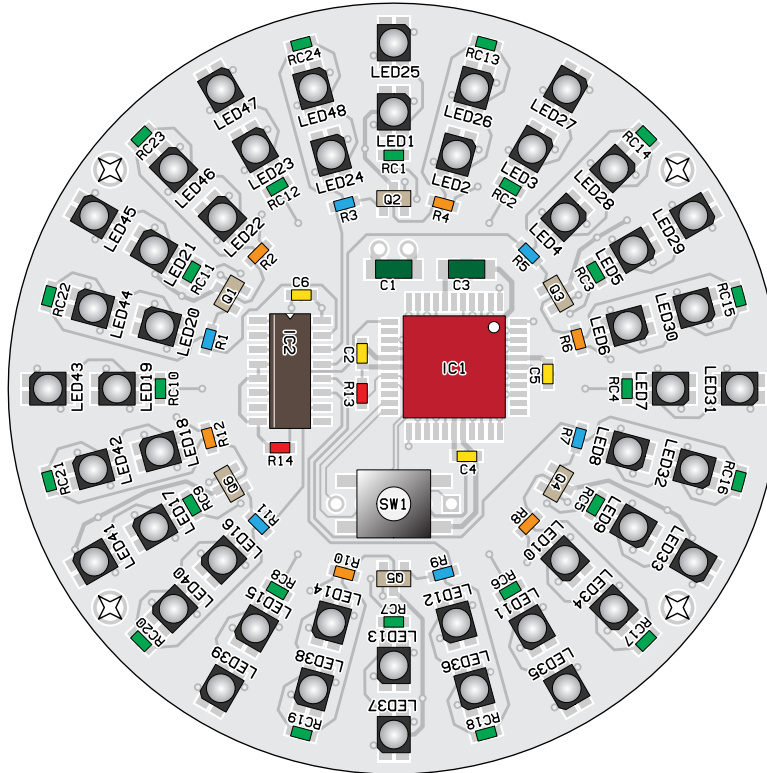 RC24
RC13
LED25
LED47
LED48
LED26
LED27
RC23
LED1
RC14
RC1
LED23
LED24
LED2
LED3
LED46
LED28
RC12
RC2
R3
Q2
R4
LED45
LED22
LED4
LED29
LED21
R2
R5
LED5
RC11
RC3
RC22
LED44
Q1
C6
C1
C3
Q3
LED30
RC15
LED20
R1
R6
LED6
IC2
C2
IC1
C5
LED43
LED19
RC10
R13
RC4
LED7
LED31
LED42
LED18
R12
R14
C4
R7
LED8
LED32
RC21
RC9
Q6
Q4
RC5
RC16
LED41
LED17
R11
SW1
R8
LED9
LED33
LED16
LED10
LED40
RC8
R10
Q5
R9
RC6
LED34
LED15
LED14
RC7
LED12
LED11
RC20
LED13
RC17
LED39
LED38
LED36
LED35
LED37
RC19
RC18